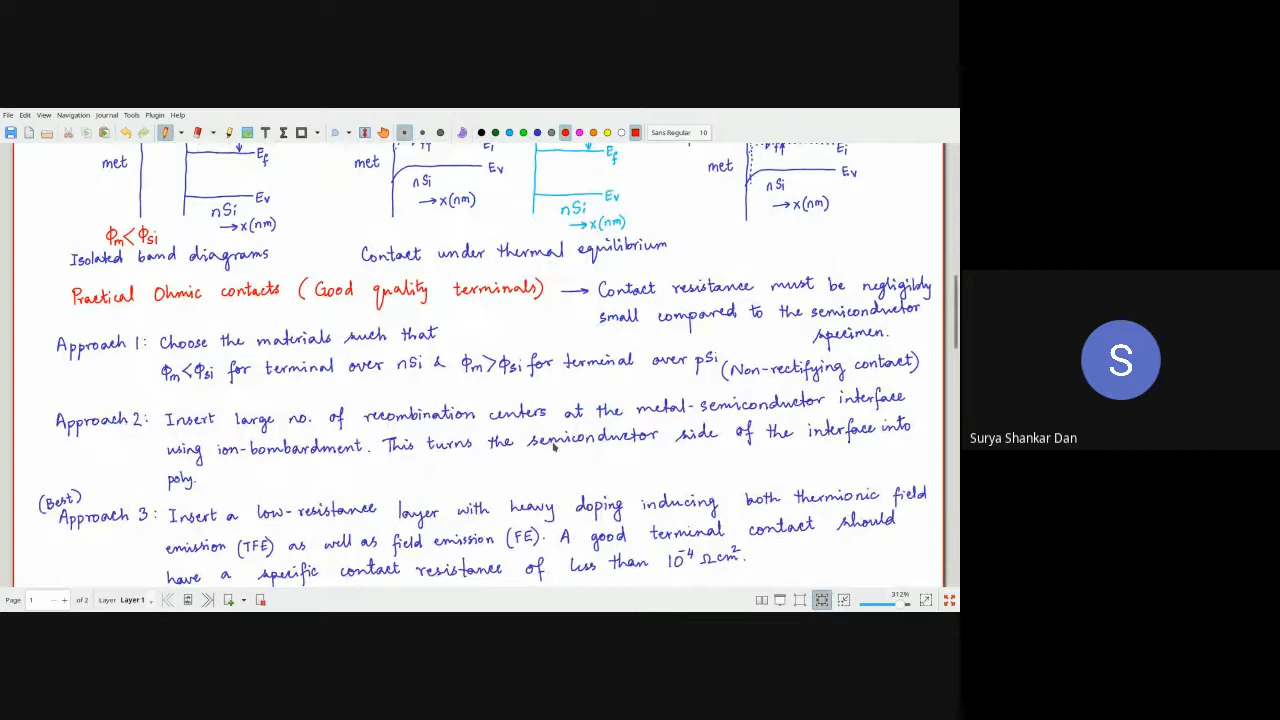 File Edit View Navigation Journal Tools Plugin Help
Sans Regular 10
met
Ef
Ev
nSi
→x(nm)
Φm<Φsi
met
Ei
Ev
nSi
→x(nm)
Ef
Ev
nSi
→x(nm)
met
Ei
Ev
nSi
→x(nm)
Isolated band diagrams
Contact under thermal equilibrium
Practical Ohmic contacts (Good quality terminals) → Contact resistance must be negligibly
small compared to the semiconductor
specimen.
Approach 1: Choose the materials such that
Φm<Φsi for terminal over nSi & Φm>Φsi for terminal over pSi (Non-rectifying contact)
Approach 2: Insert large no. of recombination centers at the metal-semiconductor interface
using ion-bombardment. This turns the semiconductor side of the interface into
poly.
(Best)
Approach 3: Insert a low-resistance layer with heavy doping inducing both thermionic field
emission (TFE) as well as field emission (FE). A good terminal contact should
have a specific contact resistance of less than 10⁻⁴ Ωcm².
Page 1 of 2 Layer Layer 1
312%
S
Surya Shankar Dan